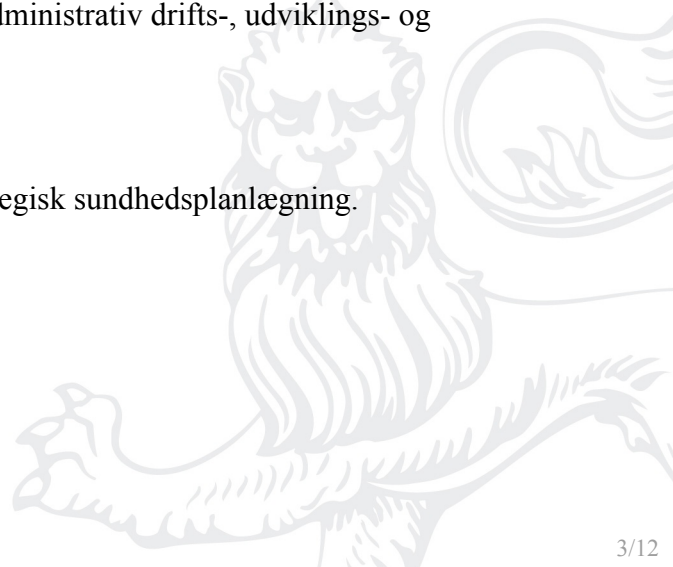 dministrativ drifts-, udviklings- og
egisk sundhedsplanlægning.
3/12